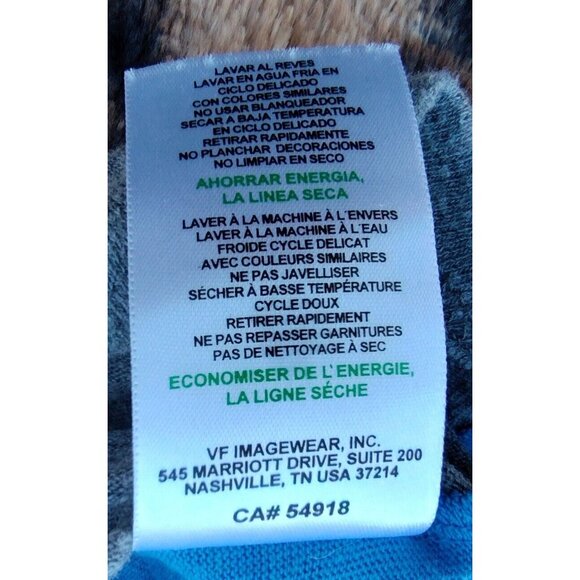 LAVAR AL REVES
LAVAR EN AGUA FRIA EN
CICLO DELICADO
CON COLORES SIMILARES
NO USAR BLANQUEADOR
SECAR A BAJA TEMPERATURA
EN CICLO DELICADO
RETIRAR RAPIDAMENTE
NO PLANCHAR DECORACIONES
NO LIMPIAR EN SECO
AHORRAR ENERGIA,
LA LINEA SECA
LAVER À LA MACHINE À L'ENVERS
LAVER À LA MACHINE À L'EAU
FROIDE CYCLE DELICAT
AVEC COULEURS SIMILAIRES
NE PAS JAVELLISER
SÉCHER À BASSE TEMPÉRATURE
CYCLE DOUX
RETIRER RAPIDEMENT
NE PAS REPASSER GARNITURES
PAS DE NETTOYAGE À SEC
ECONOMISER DE L'ENERGIE,
LA LIGNE SÉCHE
VF IMAGEWEAR, INC.
545 MARRIOTT DRIVE, SUITE 200
NASHVILLE, TN USA 37214
CA# 54918